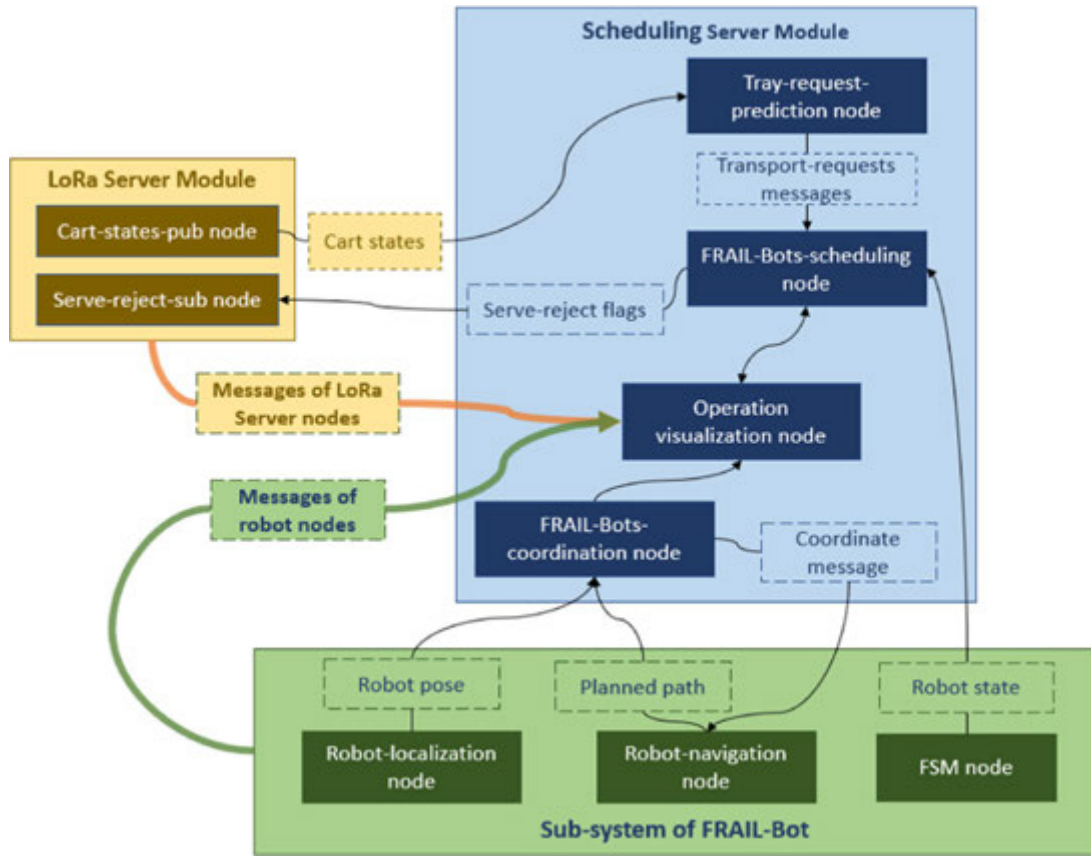 Scheduling Server Module
Tray-request-
prediction node
Transport-requests
messages
LoRa Server Module
Cart-states-pub node
Cart states
FRAIL-Bots-scheduling
node
Serve-reject-sub node
Serve-reject flags
Messages of LoRa
Server nodes
Operation
visualization node
Messages of
robot nodes
FRAIL-Bots-
coordination node
Coordinate
message
Robot pose
Planned path
Robot state
Robot-localization
node
Robot-navigation
node
FSM node
Sub-system of FRAIL-Bot